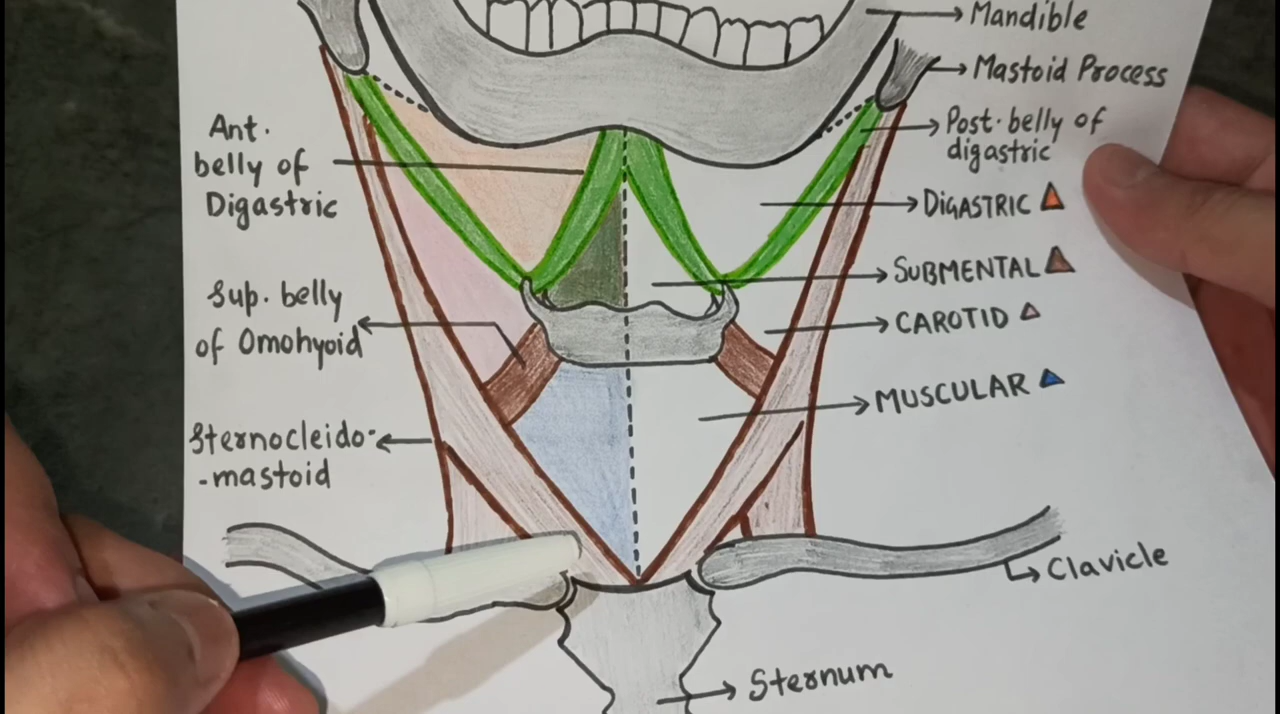 Mandible
Mastoid Process
Ant.
belly of
Digastric
Post. belly of
digastric
DIGASTRIC
SUBMENTAL
Sup. belly
of Omohyoid
CAROTID
MUSCULAR
Sternocleido-
-mastoid
Clavicle
Sternum